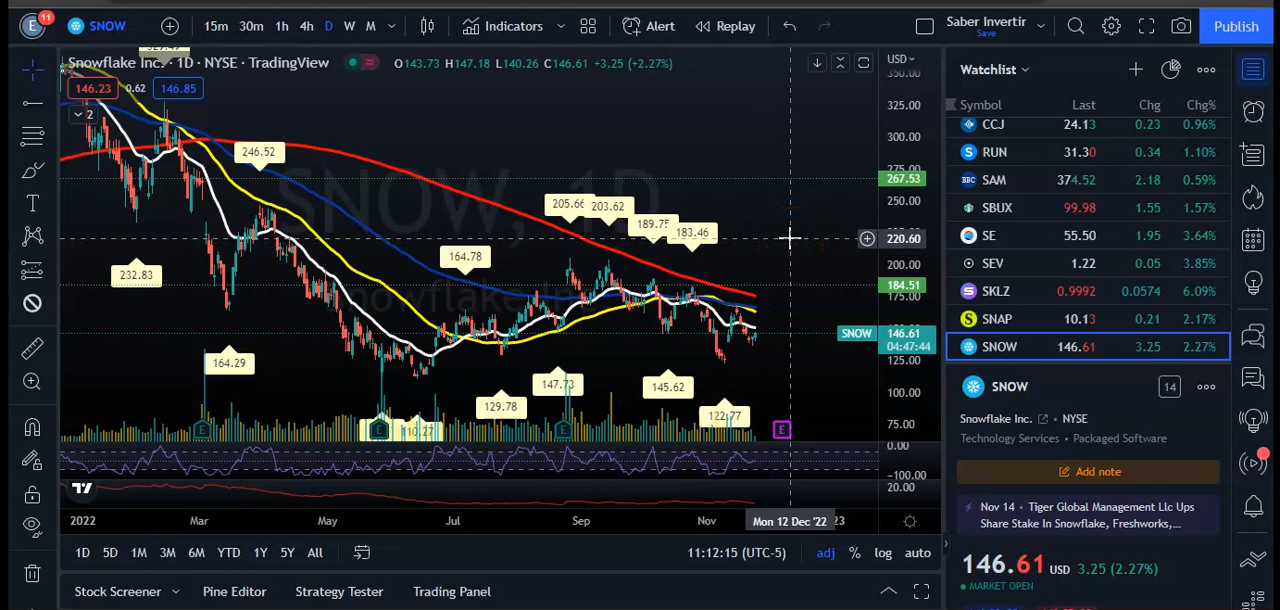 E 11 SNOW 15m 30m 1h 4h D W M Indicators Alert Replay Saber Invertir Save Publish
Snowflake Inc. · 1D · NYSE · TradingView O143.73 H147.18 L140.26 C146.61 +3.25 (+2.27%)
146.23 0.62 146.85
2
SNOW, 1D
Snowflake Inc.
246.52
232.83
164.29
164.78
129.78
147.73
205.66
203.62
189.75
183.46
145.62
122.77
E
E
E
E
USD
350.00
325.00
300.00
275.00
267.53
250.00
220.60
200.00
184.51
175.00
SNOW 146.61
04:47:44
125.00
100.00
75.00
0.00
-100.00
20.00
2022 Mar May Jul Sep Nov Mon 12 Dec '22 23
1D 5D 1M 3M 6M YTD 1Y 5Y All 11:12:15 (UTC-5) adj % log auto
Stock Screener Pine Editor Strategy Tester Trading Panel
Watchlist
Symbol Last Chg Chg%
CCJ 24.13 0.23 0.96%
RUN 31.30 0.34 1.10%
SAM 374.52 2.18 0.59%
SBUX 99.98 1.55 1.57%
SE 55.50 1.95 3.64%
SEV 1.22 0.05 3.85%
SKLZ 0.9992 0.0574 6.09%
SNAP 10.13 0.21 2.17%
SNOW 146.61 3.25 2.27%
SNOW 14
Snowflake Inc. · NYSE
Technology Services · Packaged Software
Add note
Nov 14 · Tiger Global Management Llc Ups
Share Stake In Snowflake, Freshworks,...
146.61 USD 3.25 (2.27%)
MARKET OPEN